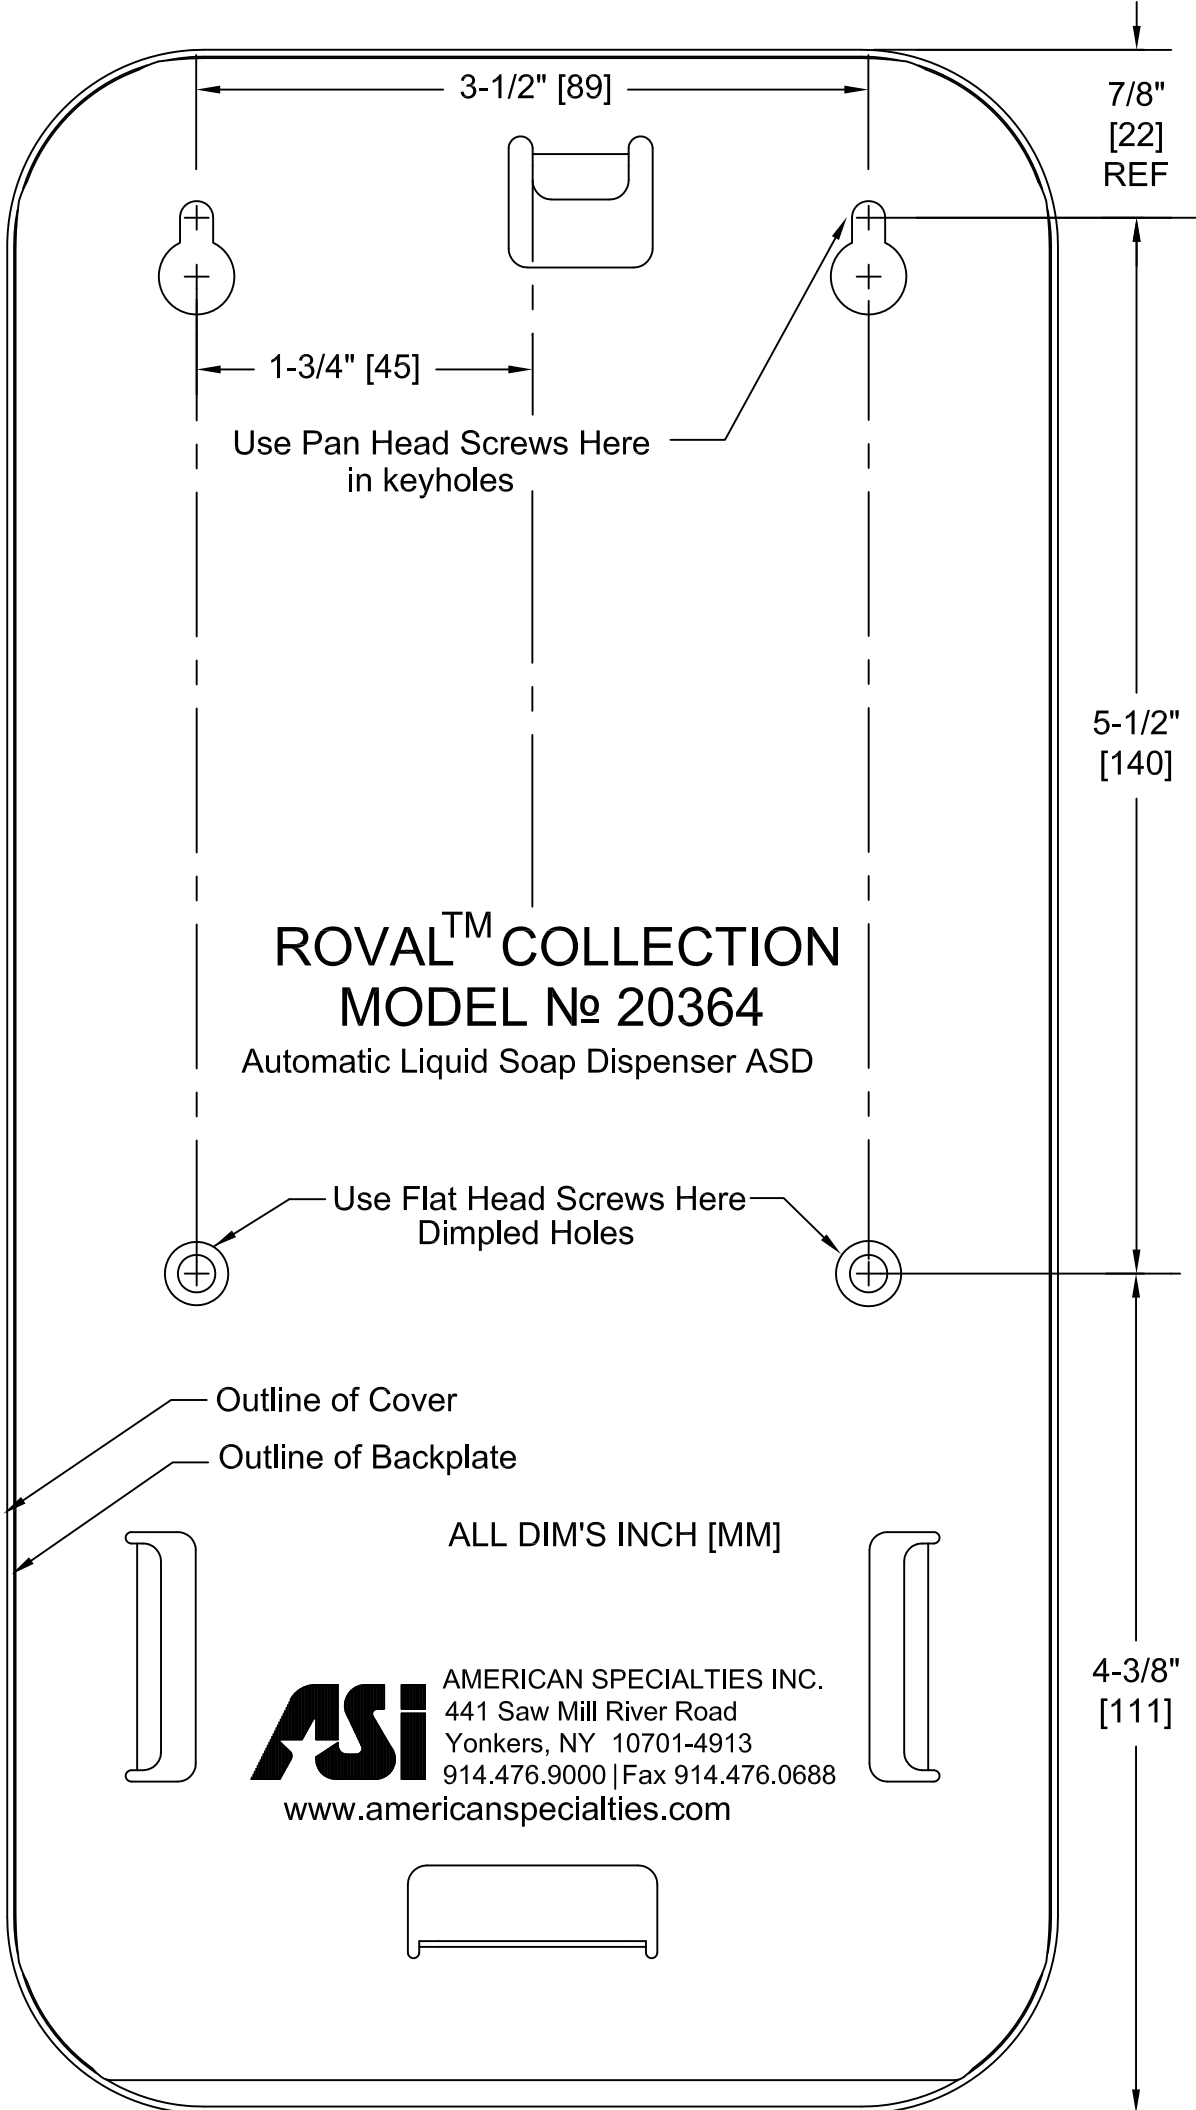 3-1/2" [89]
7/8"
[22]
REF
1-3/4" [45]
Use Pan Head Screws Here
in keyholes
5-1/2"
[140]
ROVAL™ COLLECTION
MODEL № 20364
Automatic Liquid Soap Dispenser ASD
Use Flat Head Screws Here
Dimpled Holes
Outline of Cover
Outline of Backplate
ALL DIM'S INCH [MM]
4-3/8"
[111]
ASi
AMERICAN SPECIALTIES INC.
441 Saw Mill River Road
Yonkers, NY 10701-4913
914.476.9000 | Fax 914.476.0688
www.americanspecialties.com